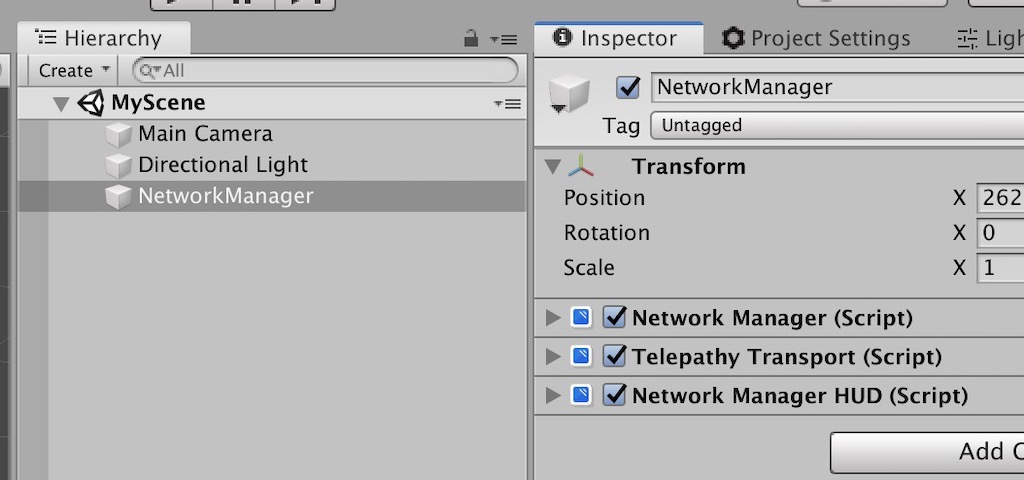 Hierarchy
Create
All
MyScene
Main Camera
Directional Light
NetworkManager
Inspector
Project Settings
NetworkManager
Tag
Untagged
Transform
Position X 262
Rotation X 0
Scale X 1
Network Manager (Script)
Telepathy Transport (Script)
Network Manager HUD (Script)
Add